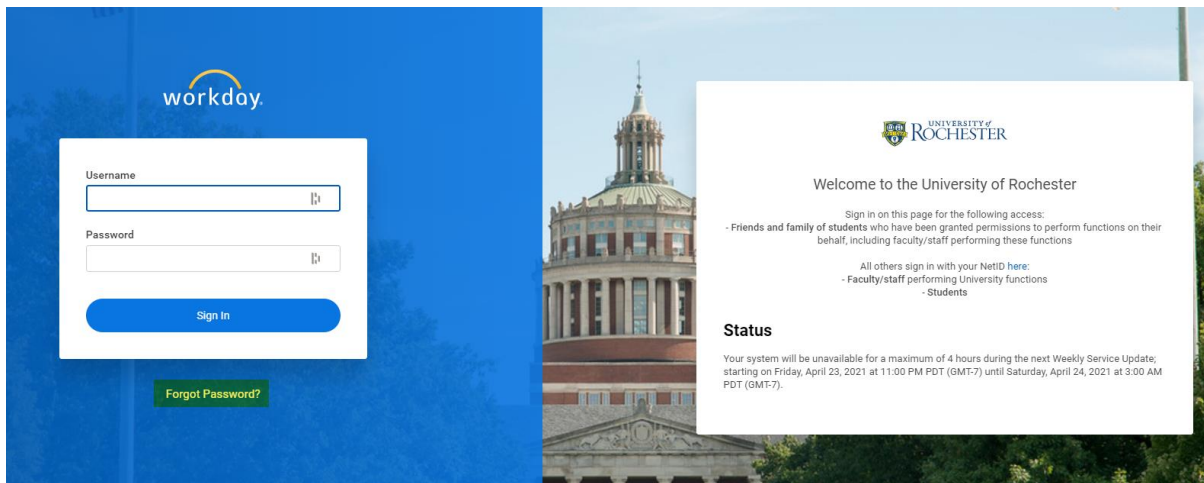 workday.
Username
Password
Sign In
Forgot Password?
UNIVERSITY of
ROCHESTER
Welcome to the University of Rochester
Sign in on this page for the following access:
- Friends and family of students who have been granted permissions to perform functions on their
behalf, including faculty/staff performing these functions
All others sign in with your NetID here:
- Faculty/staff performing University functions
- Students
Status
Your system will be unavailable for a maximum of 4 hours during the next Weekly Service Update;
starting on Friday, April 23, 2021 at 11:00 PM PDT (GMT-7) until Saturday, April 24, 2021 at 3:00 AM
PDT (GMT-7).